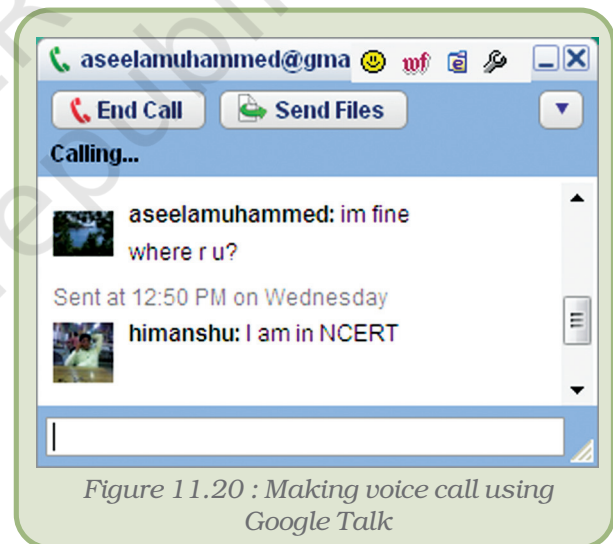 aseelamuhammed@gma
End Call Send Files
Calling...
aseelamuhammed: im fine
where r u?
Sent at 12:50 PM on Wednesday
himanshu: I am in NCERT
Figure 11.20 : Making voice call using
Google Talk